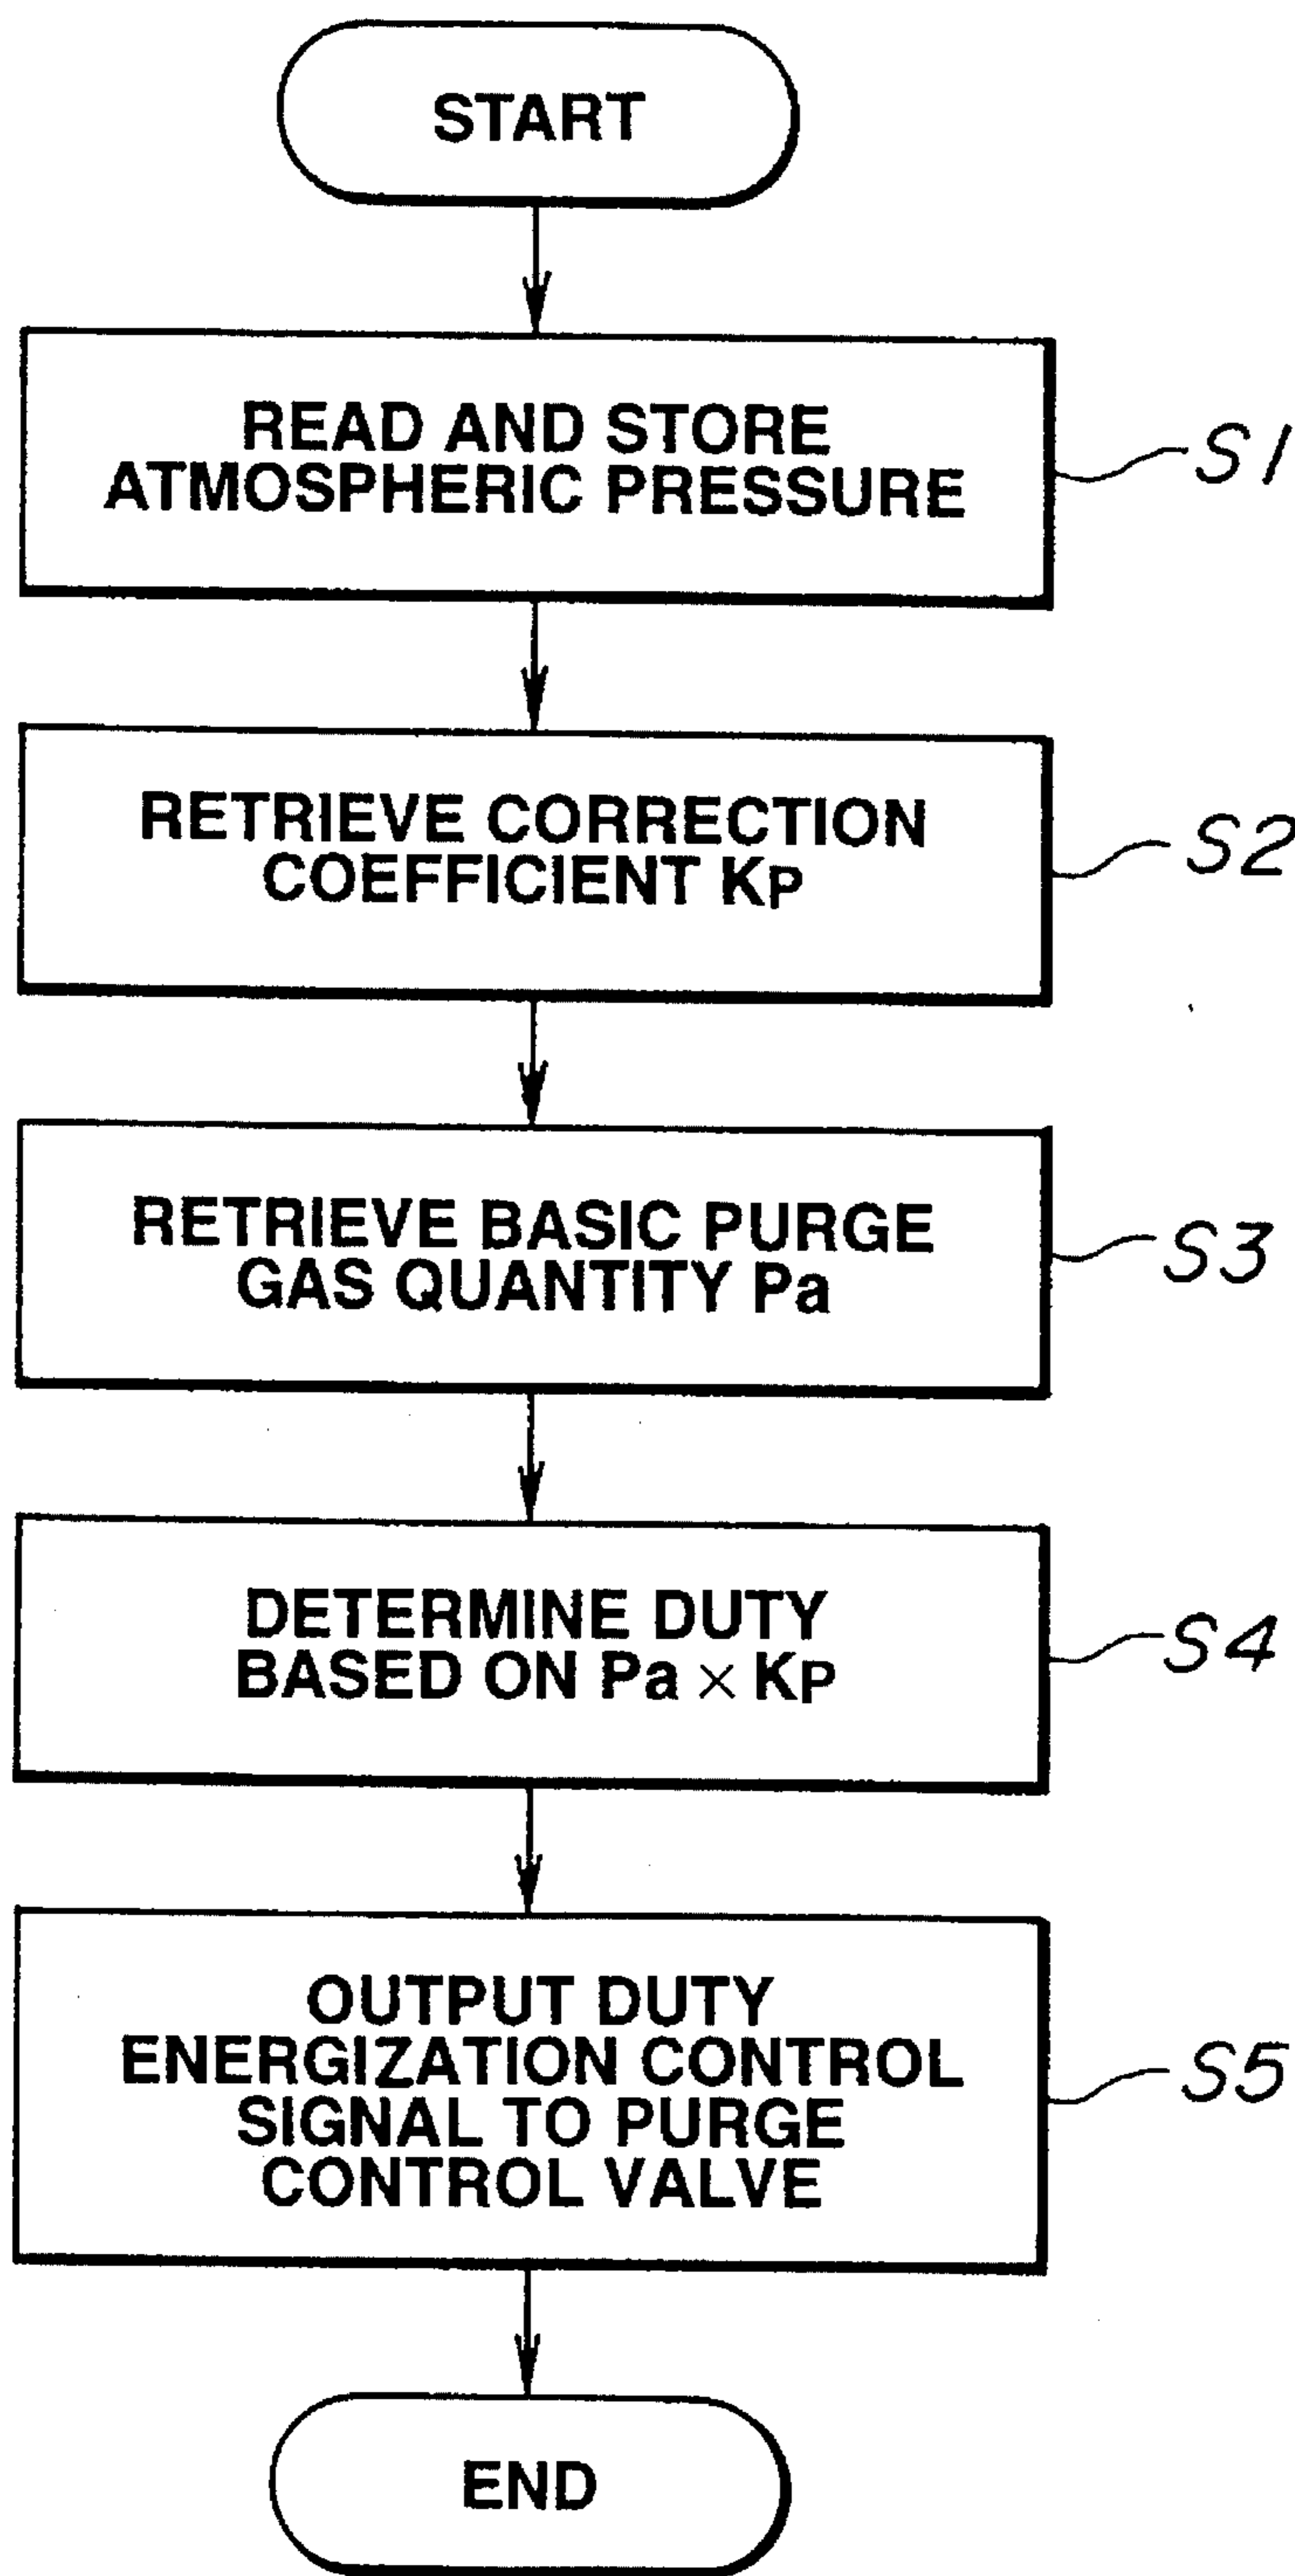 START
READ AND STORE
ATMOSPHERIC PRESSURE
S1
RETRIEVE CORRECTION
COEFFICIENT KP
S2
RETRIEVE BASIC PURGE
GAS QUANTITY Pa
S3
DETERMINE DUTY
BASED ON Pa × KP
S4
OUTPUT DUTY
ENERGIZATION CONTROL
SIGNAL TO PURGE
CONTROL VALVE
S5
END